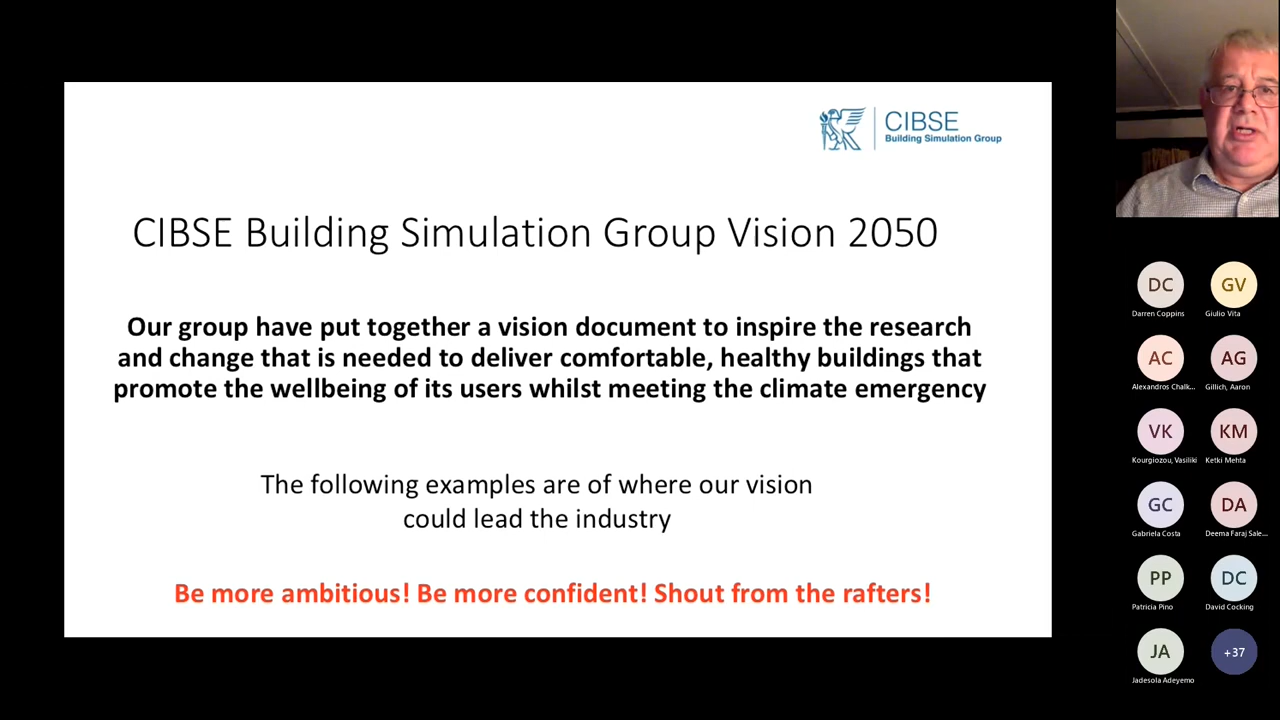 CIBSE
Building Simulation Group
CIBSE Building Simulation Group Vision 2050
Our group have put together a vision document to inspire the research
and change that is needed to deliver comfortable, healthy buildings that
promote the wellbeing of its users whilst meeting the climate emergency
The following examples are of where our vision
could lead the industry
Be more ambitious! Be more confident! Shout from the rafters!
DC GV
Darren Coppins Giulio Vita
AC AG
Alexandros Chalk... Gillich, Aaron
VK KM
Kourgiozou, Vasiliki Ketki Mehta
GC DA
Gabriela Costa Deema Faraj Sale...
PP DC
Patricia Pino David Cocking
JA +37
Jadesola Adeyemo